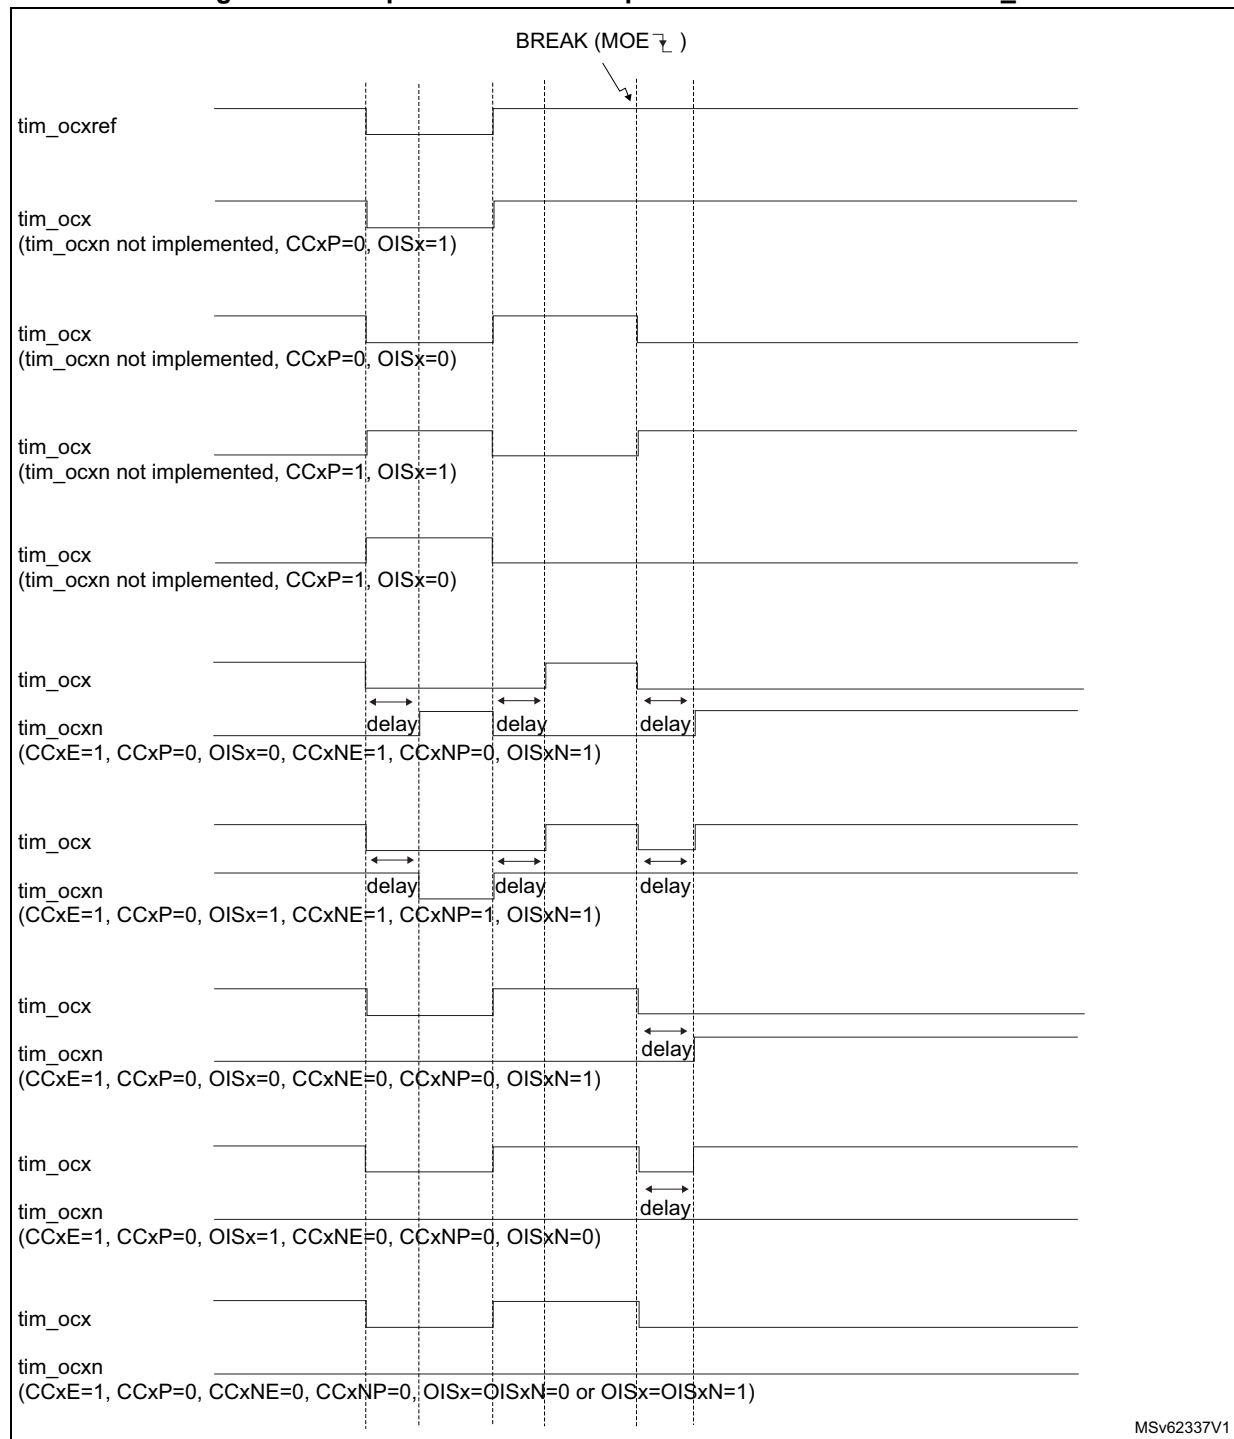 BREAK (MOE )
tim_ocxref
tim_ocx
(tim_ocxn not implemented, CCxP=0, OISx=1)
tim_ocx
(tim_ocxn not implemented, CCxP=0, OISx=0)
tim_ocx
(tim_ocxn not implemented, CCxP=1, OISx=1)
tim_ocx
(tim_ocxn not implemented, CCxP=1, OISx=0)
tim_ocx
tim_ocxn delay delay delay
(CCxE=1, CCxP=0, OISx=0, CCxNE=1, CCxNP=0, OISxN=1)
tim_ocx
tim_ocxn delay delay delay
(CCxE=1, CCxP=0, OISx=1, CCxNE=1, CCxNP=1, OISxN=1)
tim_ocx
tim_ocxn delay
(CCxE=1, CCxP=0, OISx=0, CCxNE=0, CCxNP=0, OISxN=1)
tim_ocx
tim_ocxn delay
(CCxE=1, CCxP=0, OISx=1, CCxNE=0, CCxNP=0, OISxN=0)
tim_ocx
tim_ocxn
(CCxE=1, CCxP=0, CCxNE=0, CCxNP=0, OISx=OISxN=0 or OISx=OISxN=1)
MSv62337V1